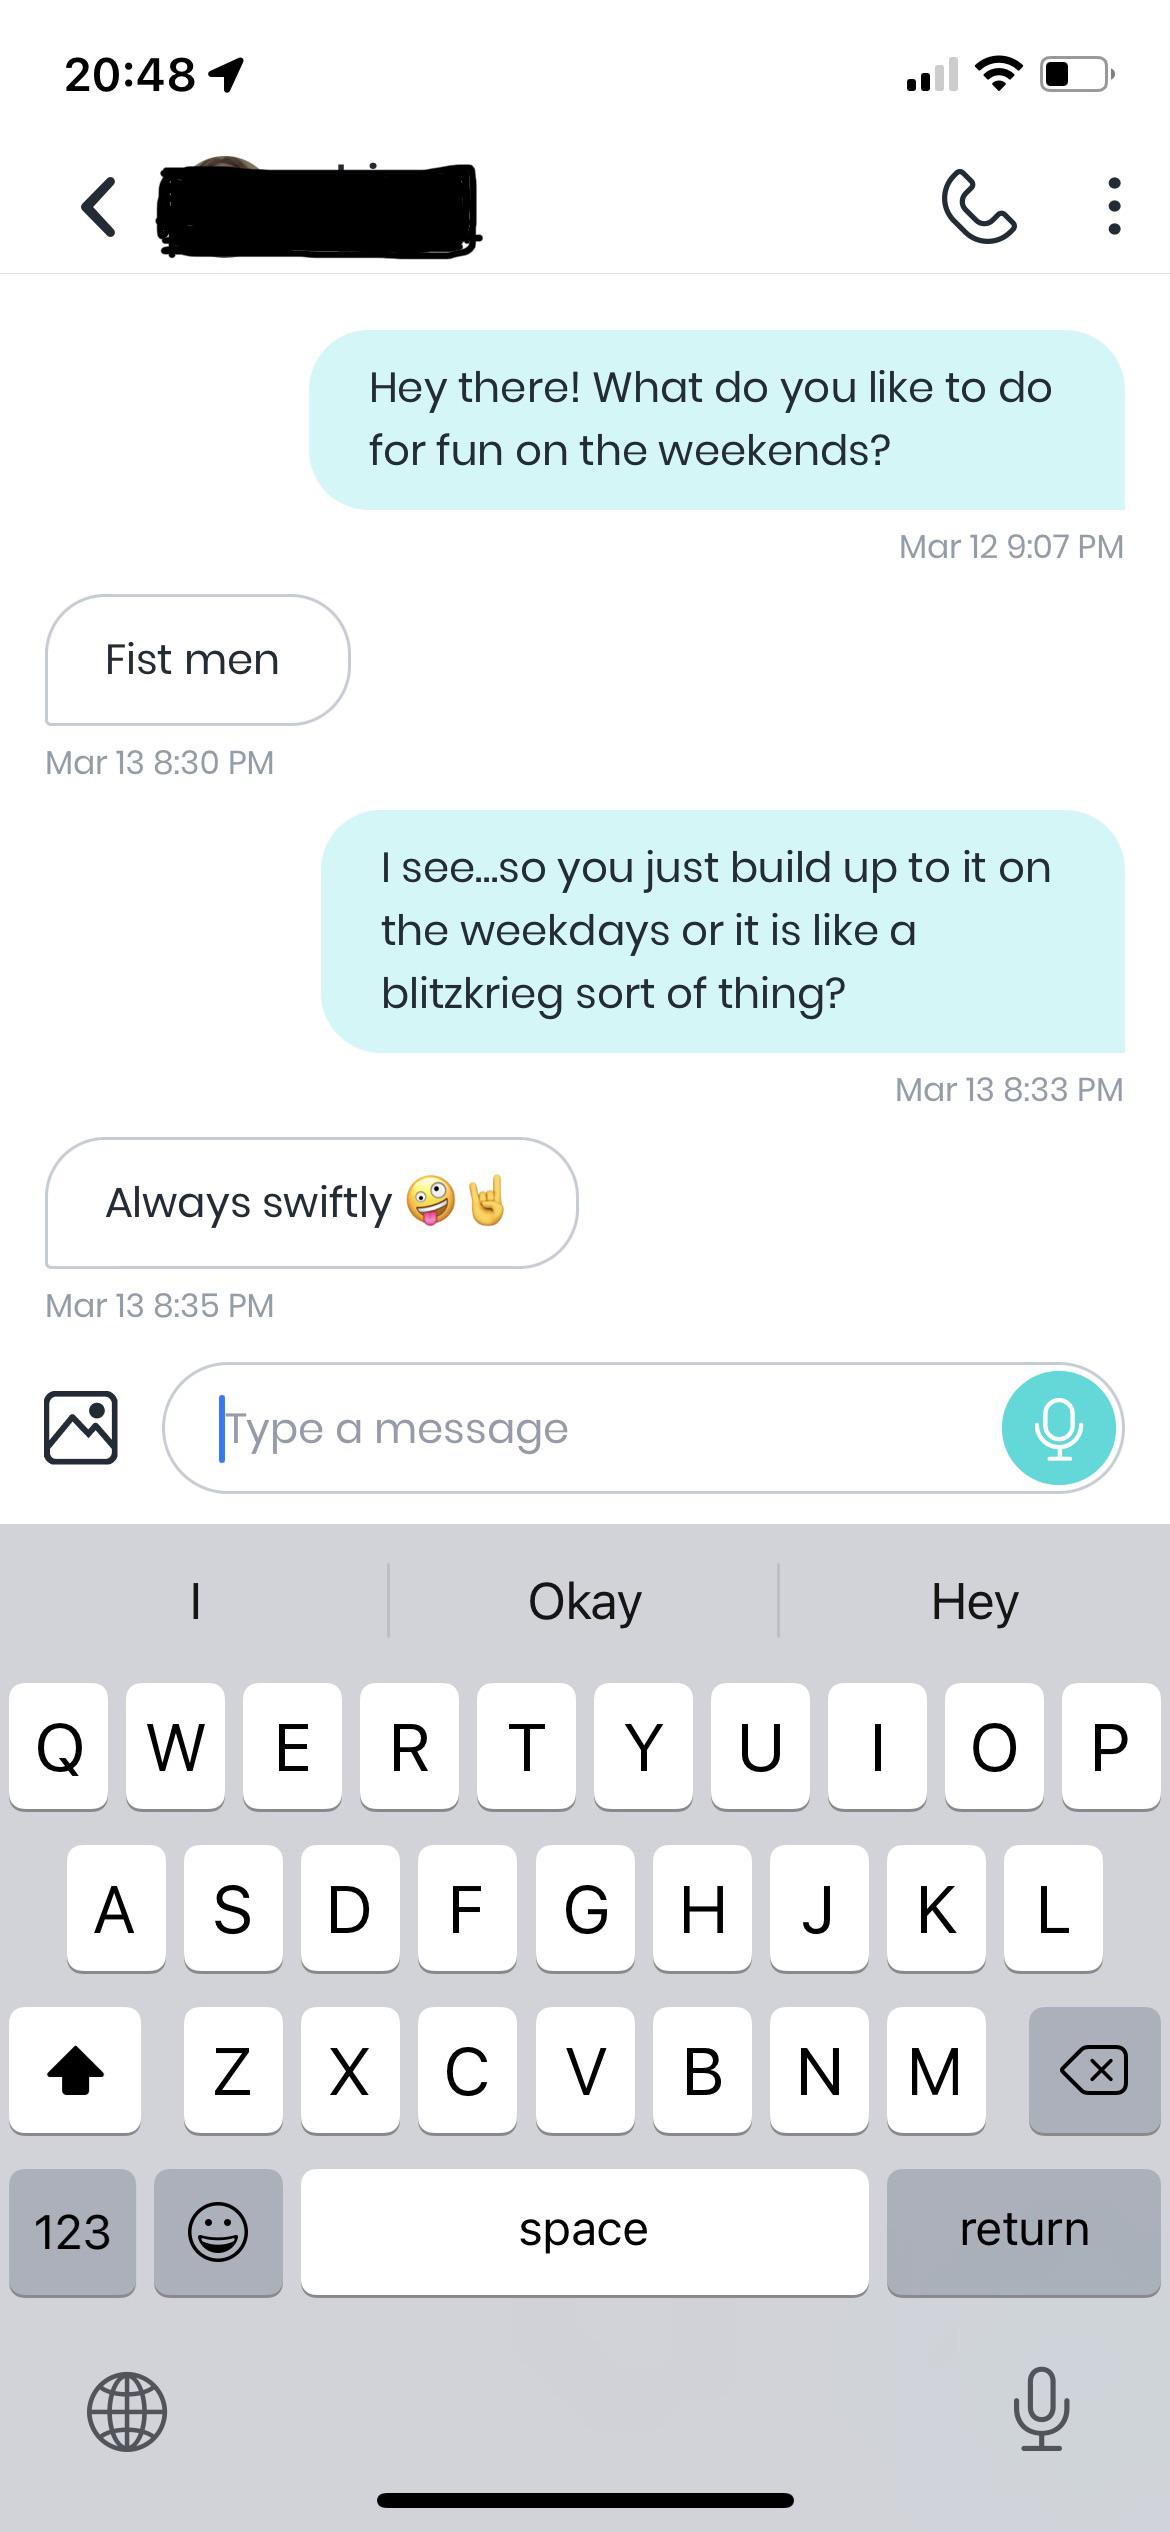 20:48
Hey there! What do you like to do
for fun on the weekends?
Mar 12 9:07 PM
Fist men
Mar 13 8:30 PM
I see...so you just build up to it on
the weekdays or it is like a
blitzkrieg sort of thing?
Mar 13 8:33 PM
Always swiftly 🤪🤘
Mar 13 8:35 PM
Type a message
I Okay Hey
Q W E R T Y U I O P
A S D F G H J K L
Z X C V B N M
123 space return